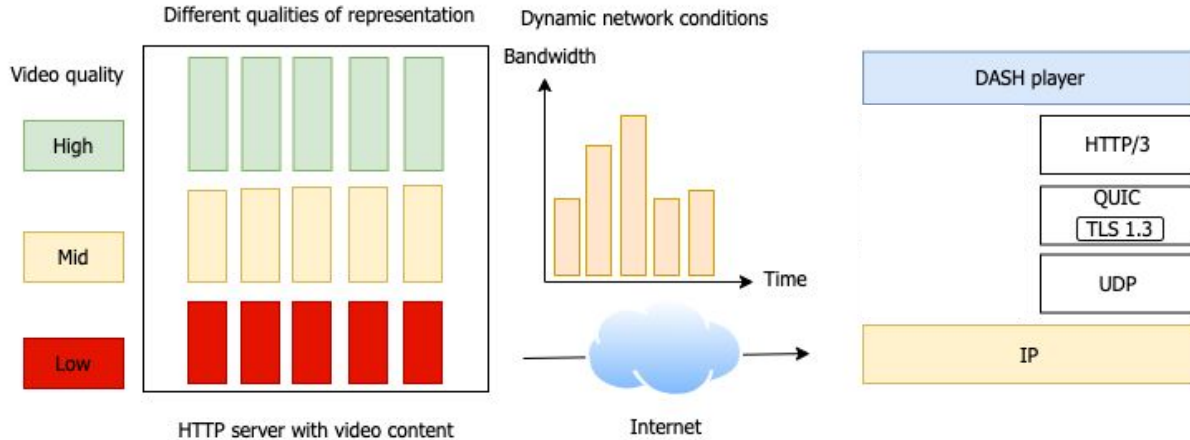 Different qualities of representation
Dynamic network conditions
Video quality
High
Mid
Low
HTTP server with video content
Bandwidth
Time
Internet
DASH player
HTTP/3
QUIC
TLS 1.3
UDP
IP